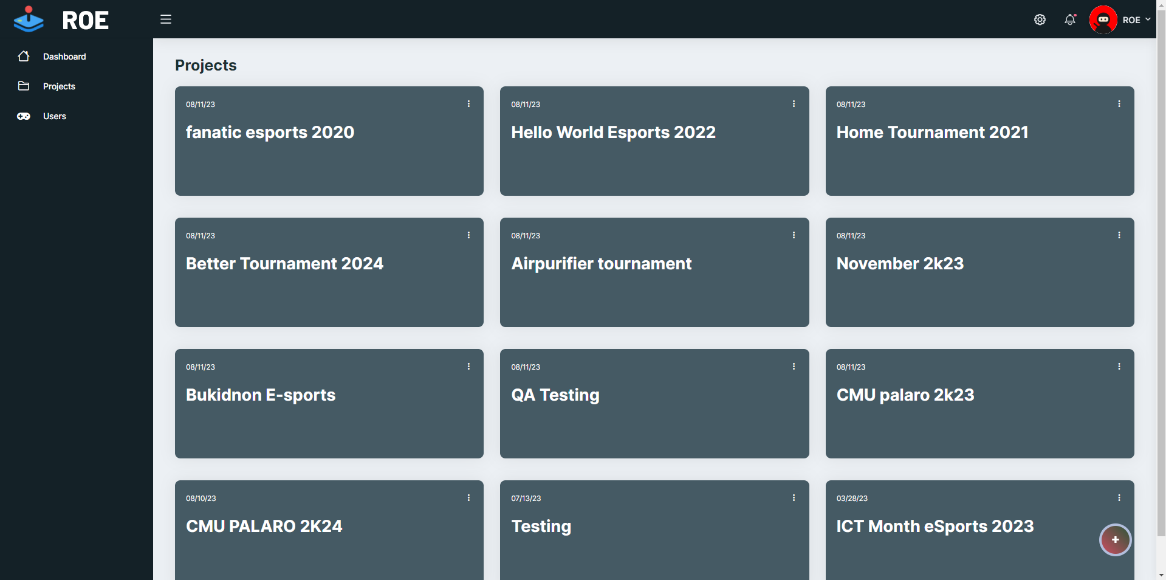 ROE
ROE
Dashboard
Projects
Users
Projects
08/11/23
fanatic esports 2020
08/11/23
Hello World Esports 2022
08/11/23
Home Tournament 2021
08/11/23
Better Tournament 2024
08/11/23
Airpurifier tournament
08/11/23
November 2k23
08/11/23
Bukidnon E-sports
08/11/23
QA Testing
08/11/23
CMU palaro 2k23
08/10/23
CMU PALARO 2K24
07/13/23
Testing
03/28/23
ICT Month eSports 2023
+